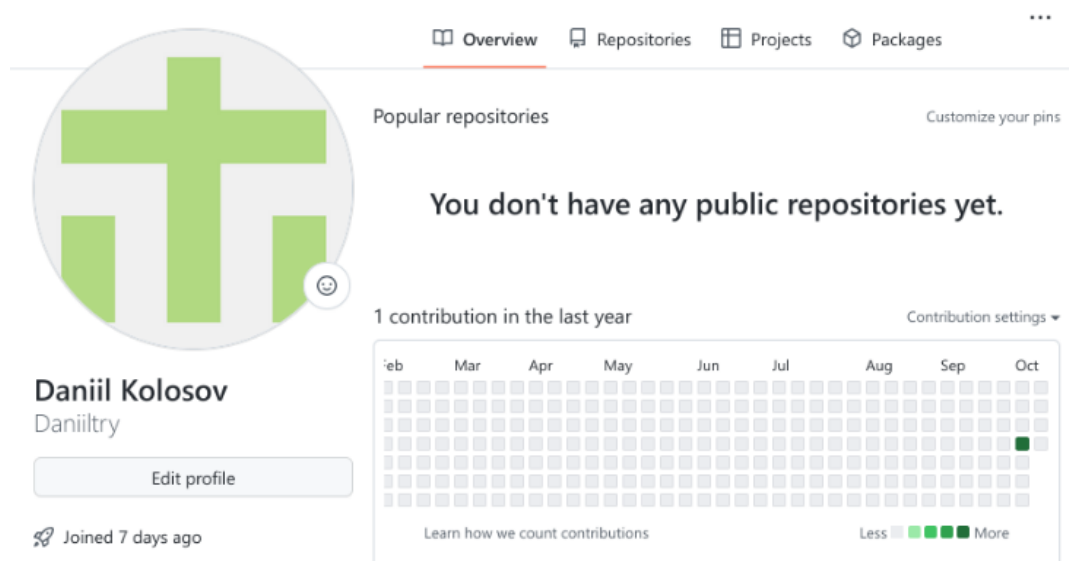 Overview Repositories Projects Packages
Popular repositories Customize your pins
You don't have any public repositories yet.
1 contribution in the last year Contribution settings
eb Mar Apr May Jun Jul Aug Sep Oct
Daniil Kolosov
Daniiltry
Edit profile
Joined 7 days ago
Learn how we count contributions Less More